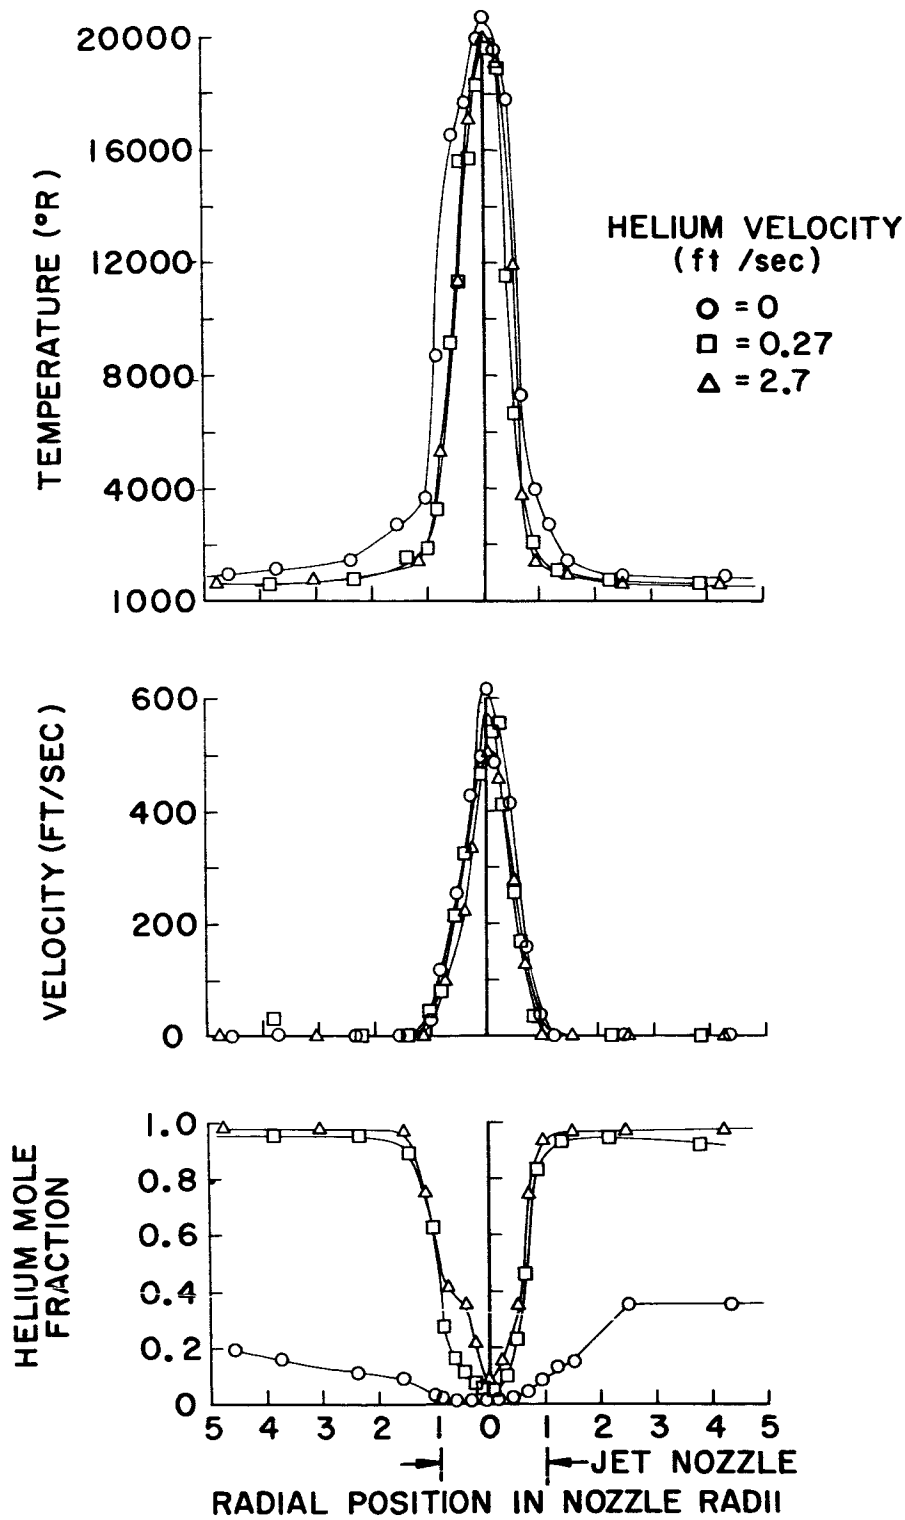 20000
16000
12000
8000
4000
1000
TEMPERATURE (°R)
HELIUM VELOCITY
(ft /sec)
○ = 0
□ = 0.27
△ = 2.7
600
400
200
0
VELOCITY (FT/SEC)
1.0
0.8
0.6
0.4
0.2
0
HELIUM MOLE
FRACTION
5 4 3 2 1 0 1 2 3 4 5
JET NOZZLE
RADIAL POSITION IN NOZZLE RADII